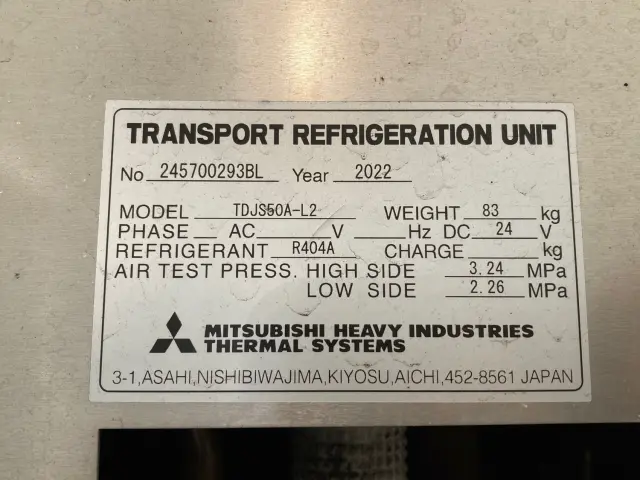 TRANSPORT REFRIGERATION UNIT
No 245700293BL Year 2022
MODEL TDJS50A-L2 WEIGHT 83 kg
PHASE AC V Hz DC 24 V
REFRIGERANT R404A CHARGE kg
AIR TEST PRESS. HIGH SIDE 3.24 MPa
LOW SIDE 2.26 MPa
MITSUBISHI HEAVY INDUSTRIES
THERMAL SYSTEMS
3-1,ASAHI,NISHIBIWAJIMA,KIYOSU,AICHI,452-8561 JAPAN